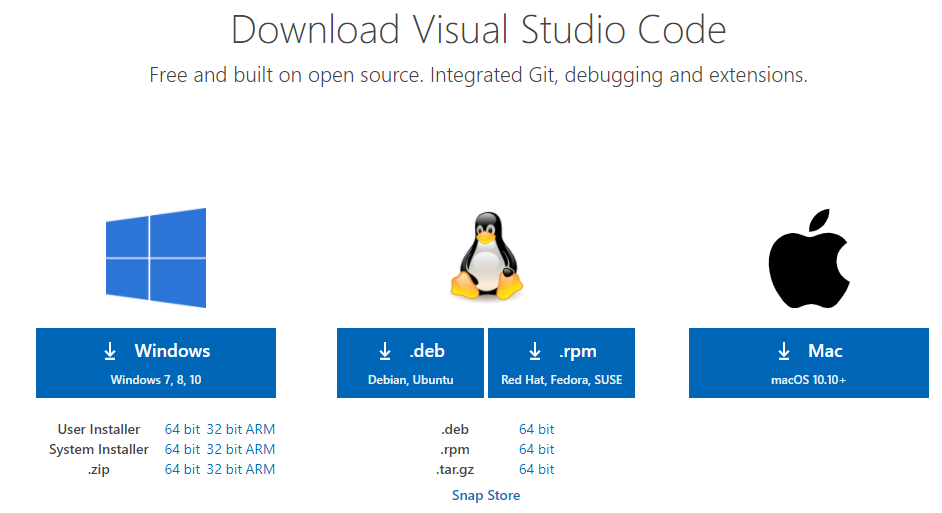 Download Visual Studio Code
Free and built on open source. Integrated Git, debugging and extensions.
Windows
Windows 7, 8, 10
User Installer 64 bit 32 bit ARM
System Installer 64 bit 32 bit ARM
.zip 64 bit 32 bit ARM
.deb
Debian, Ubuntu
.rpm
Red Hat, Fedora, SUSE
.deb 64 bit
.rpm 64 bit
.tar.gz 64 bit
Snap Store
Mac
macOS 10.10+